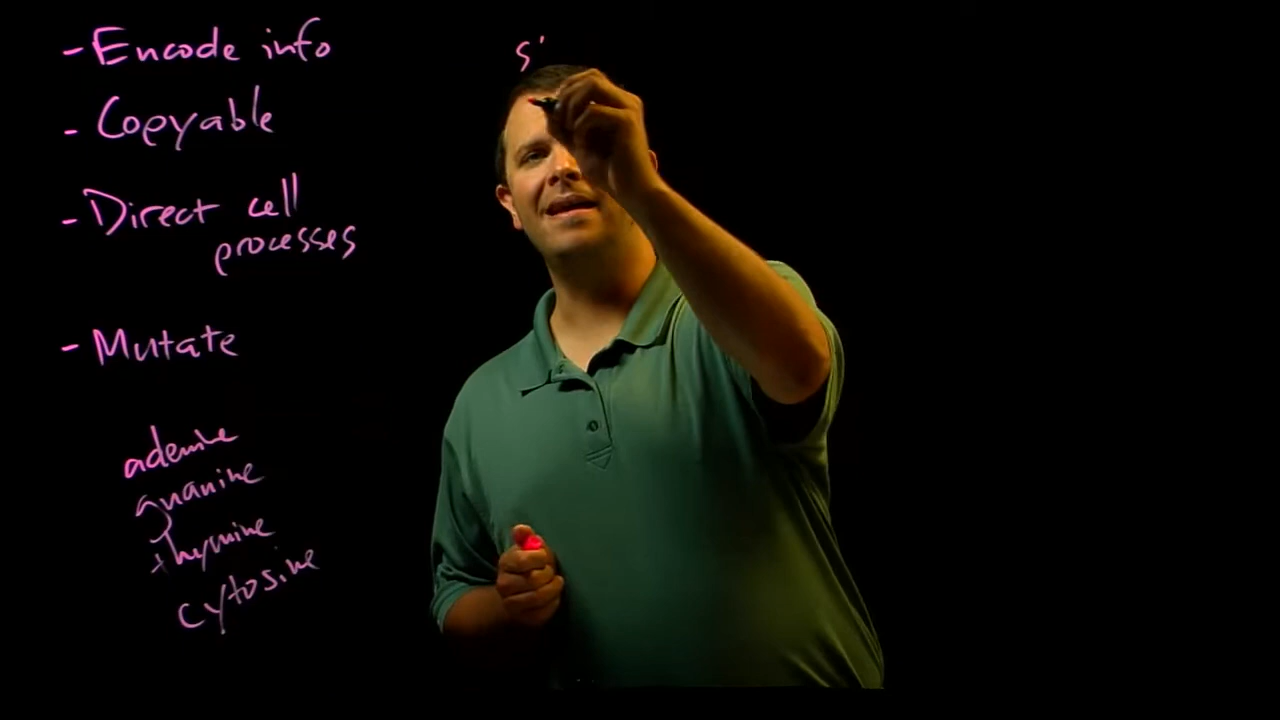 - Encode info
- Copyable
- Direct cell
processes
- Mutate
adenine
guanine
thymine
cytosine
5'